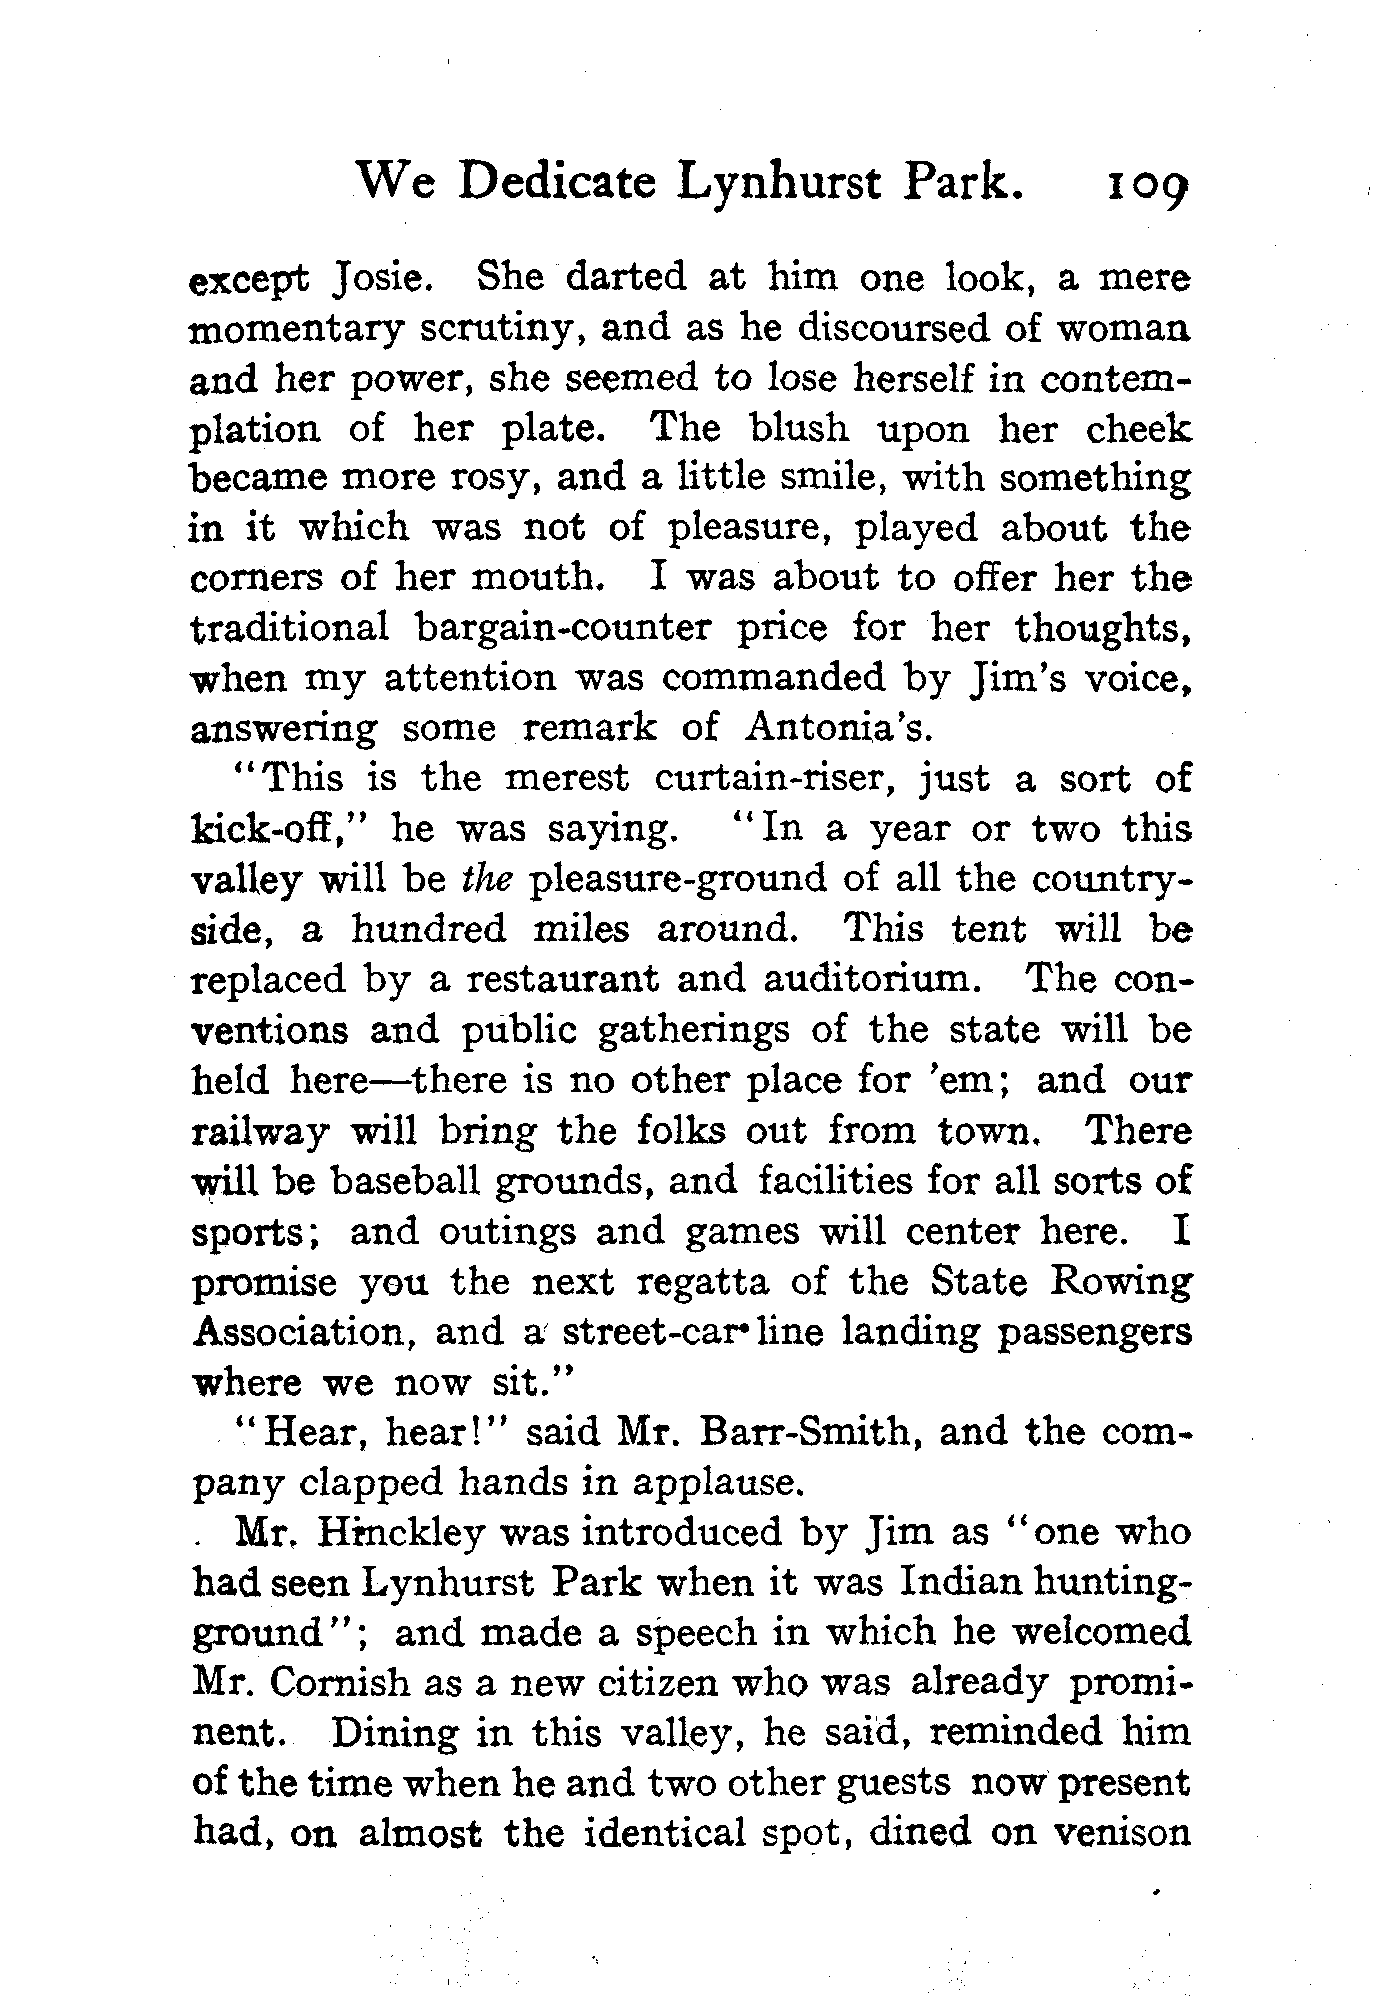 We Dedicate Lynhurst Park. 109
except Josie. She darted at him one look, a mere
momentary scrutiny, and as he discoursed of woman
and her power, she seemed to lose herself in contem-
plation of her plate. The blush upon her cheek
became more rosy, and a little smile, with something
in it which was not of pleasure, played about the
corners of her mouth. I was about to offer her the
traditional bargain-counter price for her thoughts,
when my attention was commanded by Jim's voice,
answering some remark of Antonia's.
"This is the merest curtain-riser, just a sort of
kick-off," he was saying. "In a year or two this
valley will be the pleasure-ground of all the country-
side, a hundred miles around. This tent will be
replaced by a restaurant and auditorium. The con-
ventions and public gatherings of the state will be
held here—there is no other place for 'em; and our
railway will bring the folks out from town. There
will be baseball grounds, and facilities for all sorts of
sports; and outings and games will center here. I
promise you the next regatta of the State Rowing
Association, and a street-car line landing passengers
where we now sit."
"Hear, hear!" said Mr. Barr-Smith, and the com-
pany clapped hands in applause.
Mr. Hinckley was introduced by Jim as "one who
had seen Lynhurst Park when it was Indian hunting-
ground"; and made a speech in which he welcomed
Mr. Cornish as a new citizen who was already promi-
nent. Dining in this valley, he said, reminded him
of the time when he and two other guests now present
had, on almost the identical spot, dined on venison